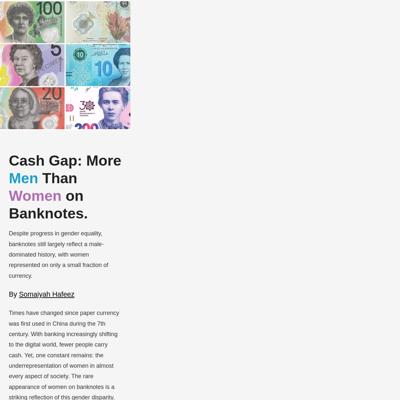 100
5
10
20
30
200
Cash Gap: More
Men Than
Women on
Banknotes.
Despite progress in gender equality,
banknotes still largely reflect a male-
dominated history, with women
represented on only a small fraction of
currency.
By Somaiyah Hafeez
Times have changed since paper currency
was first used in China during the 7th
century. With banking increasingly shifting
to the digital world, fewer people carry
cash. Yet, one constant remains: the
underrepresentation of women in almost
every aspect of society. The rare
appearance of women on banknotes is a
striking reflection of this gender disparity,